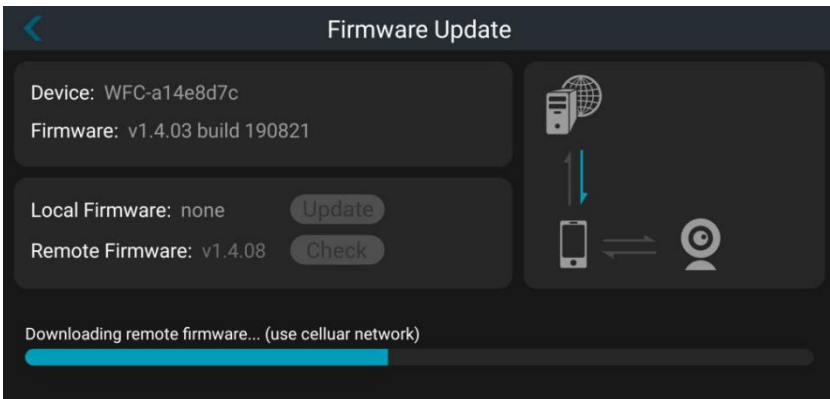 Firmware Update
Device: WFC-a14e8d7c
Firmware: v1.4.03 build 190821
Local Firmware: none Update
Remote Firmware: v1.4.08 Check
Downloading remote firmware... (use celluar network)